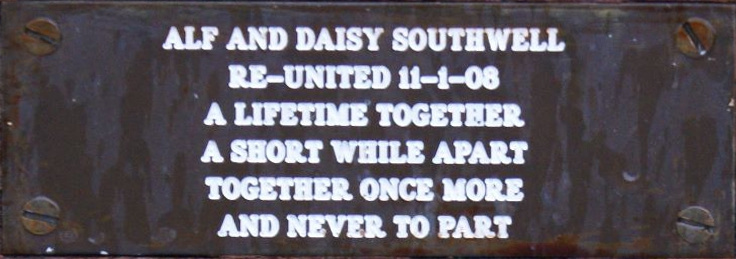 ALF AND DAISY SOUTHWELL
RE-UNITED 11-1-08
A LIFETIME TOGETHER
A SHORT WHILE APART
TOGETHER ONCE MORE
AND NEVER TO PART